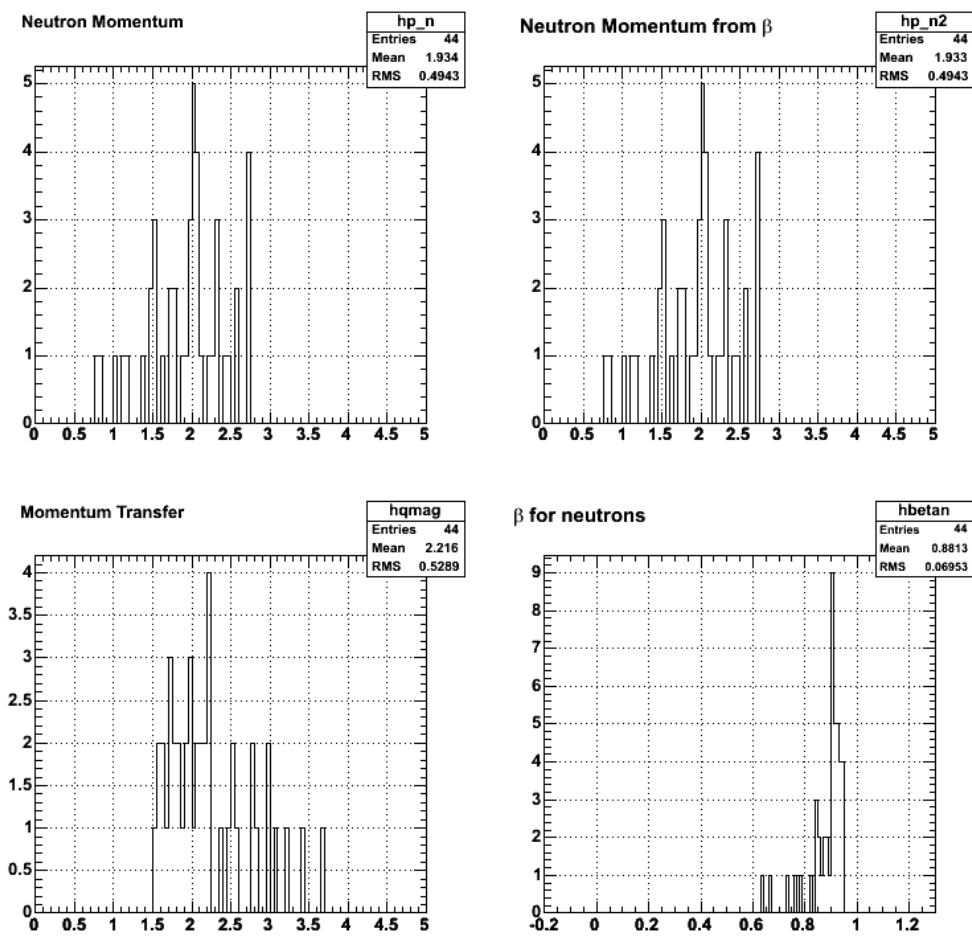 Neutron Momentum
hp_n
Entries 44
Mean 1.934
RMS 0.4943
5
4
3
2
1
0
0 0.5 1 1.5 2 2.5 3 3.5 4 4.5 5
Neutron Momentum from β
hp_n2
Entries 44
Mean 1.933
RMS 0.4943
5
4
3
2
1
0
0 0.5 1 1.5 2 2.5 3 3.5 4 4.5 5
Momentum Transfer
hqmag
Entries 44
Mean 2.216
RMS 0.5289
4
3.5
3
2.5
2
1.5
1
0.5
0
0 0.5 1 1.5 2 2.5 3 3.5 4 4.5 5
β for neutrons
hbetan
Entries 44
Mean 0.8813
RMS 0.06953
9
8
7
6
5
4
3
2
1
0
-0.2 0 0.2 0.4 0.6 0.8 1 1.2